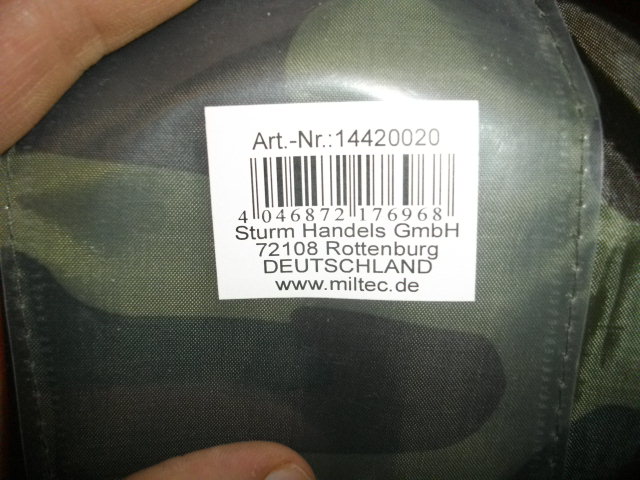 Art.-Nr.:14420020
4 046872 176968
Sturm Handels GmbH
72108 Rottenburg
DEUTSCHLAND
www.miltec.de